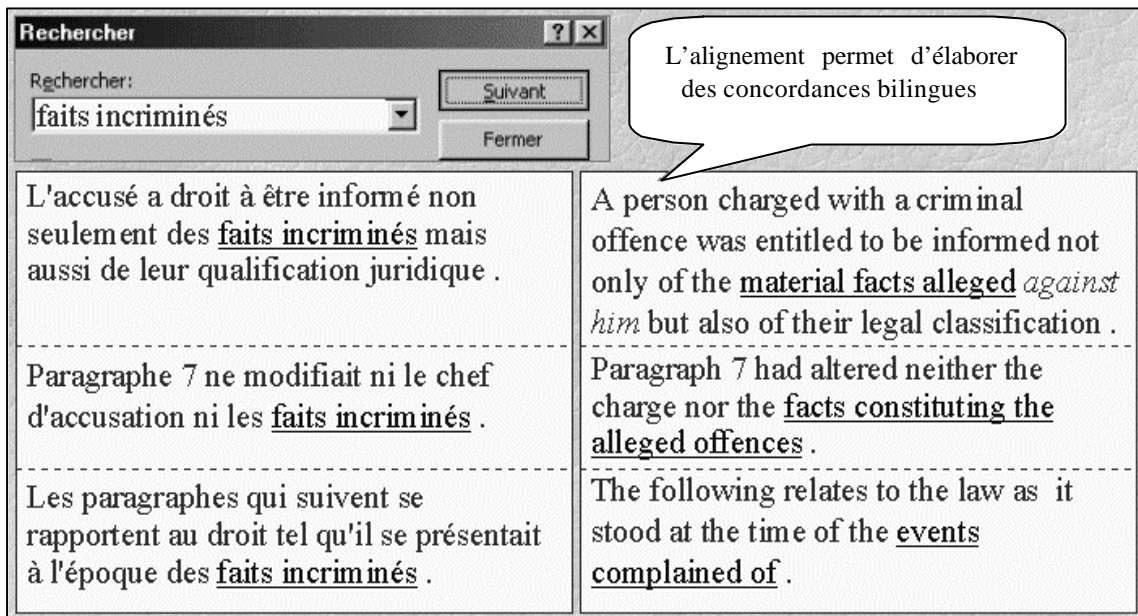 Rechercher
Rechercher:
faits incriminés
Suivant
Fermer
L'alignement permet d'élaborer
des concordances bilingues
L'accusé a droit à être informé non
seulement des faits incriminés mais
aussi de leur qualification juridique .
Paragraphe 7 ne modifiait ni le chef
d'accusation ni les faits incriminés .
Les paragraphes qui suivent se
rapportent au droit tel qu'il se présentait
à l'époque des faits incriminés .
A person charged with a criminal
offence was entitled to be informed not
only of the material facts alleged against
him but also of their legal classification .
Paragraph 7 had altered neither the
charge nor the facts constituting the
alleged offences .
The following relates to the law as it
stood at the time of the events
complained of .